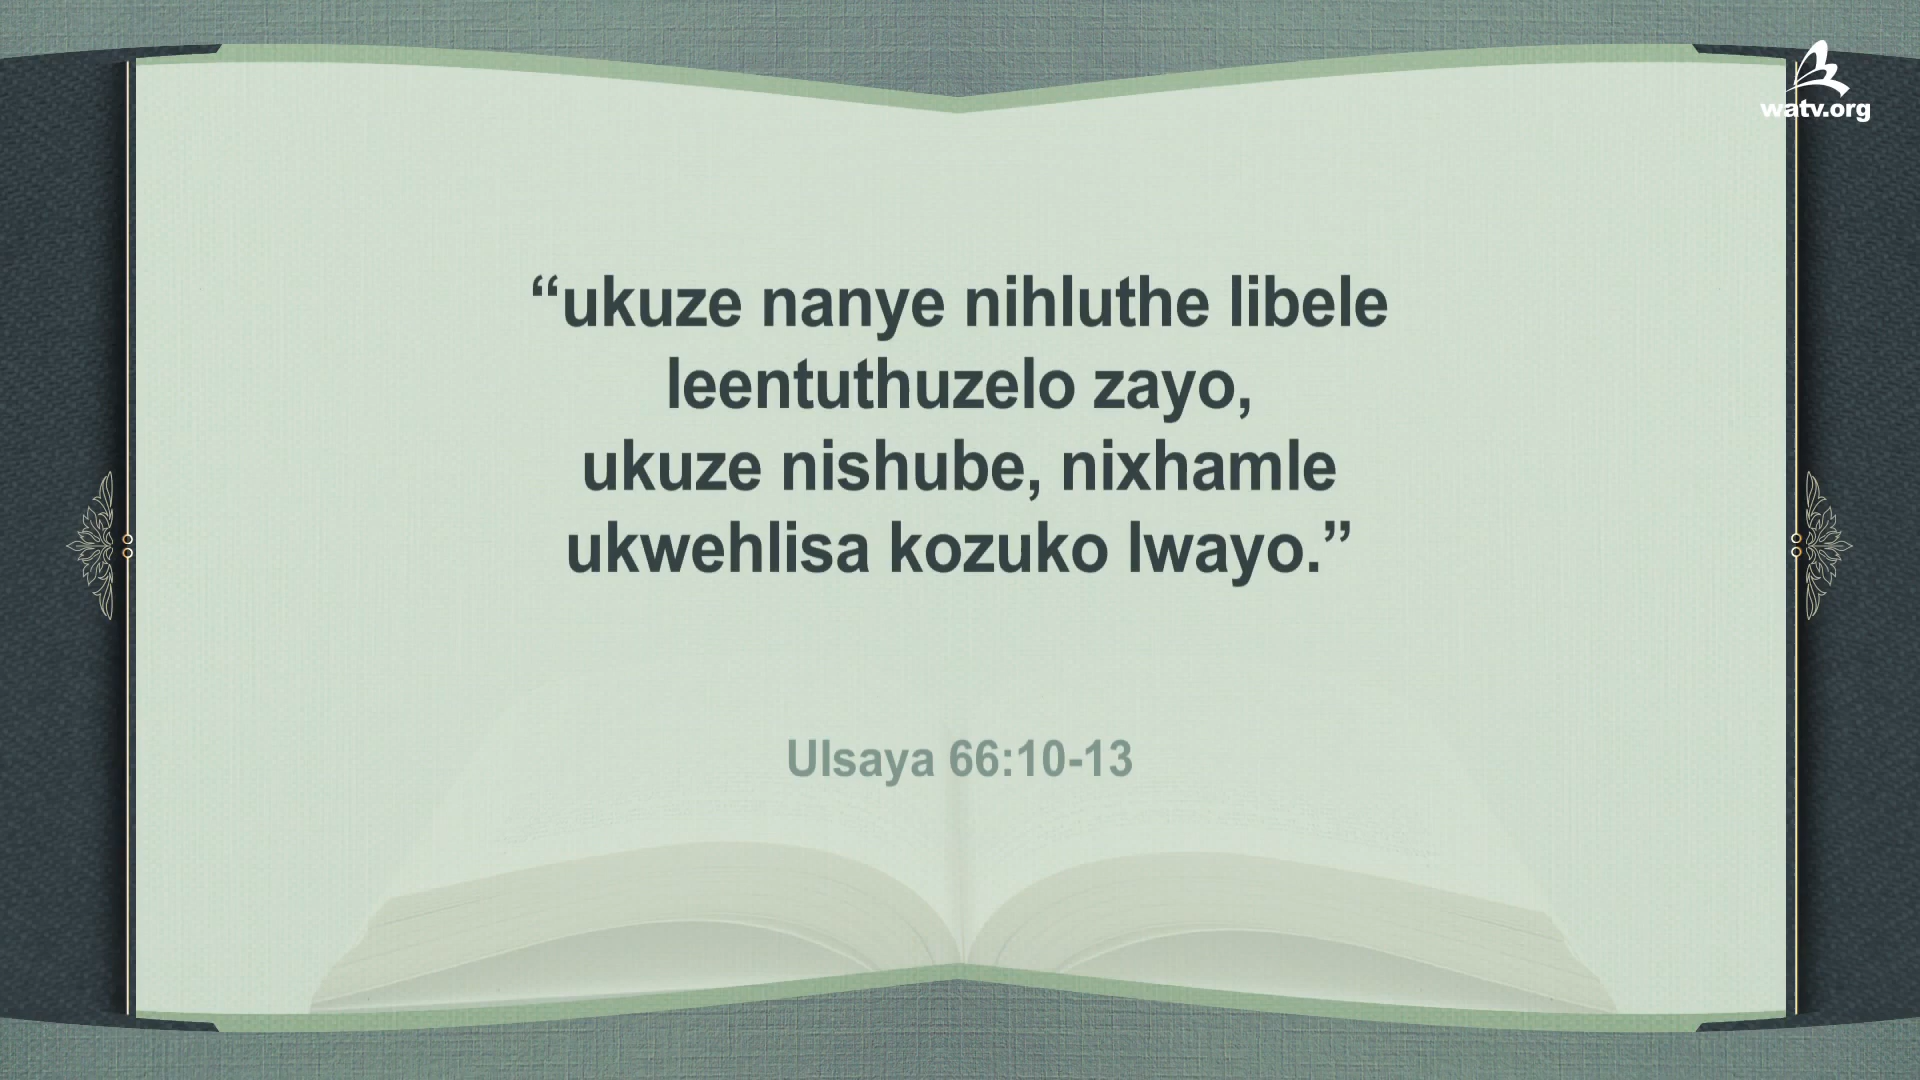 watv.org
“ukuze nanye nihluthe libele
leentuthuzelo zayo,
ukuze nishube, nixhamle
ukwehlisa kozuko lwayo.”
UIsaya 66:10-13